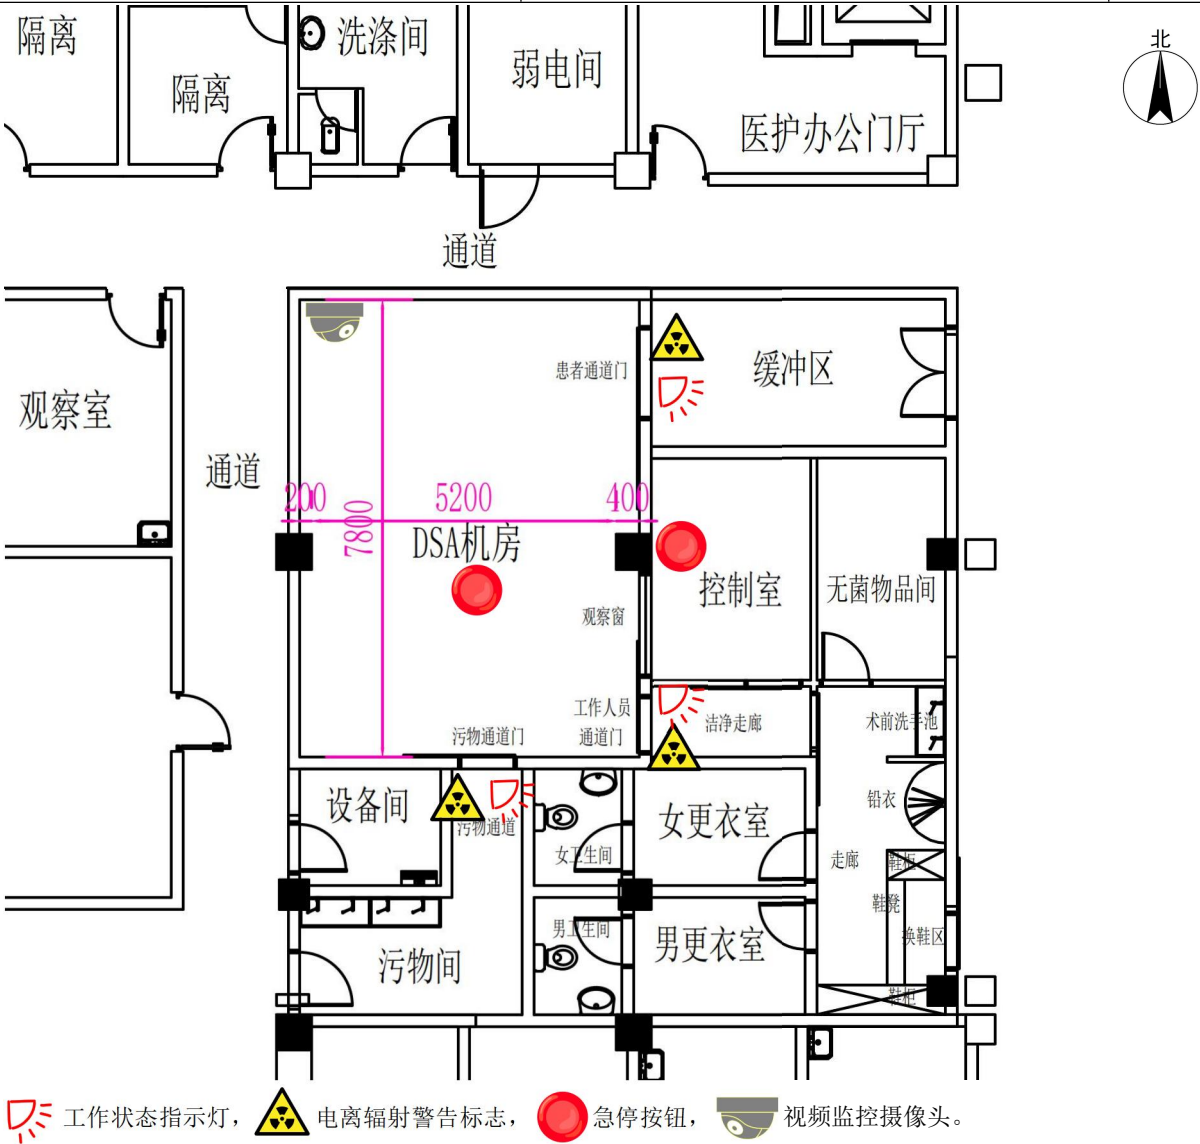 隔离
洗涤间
北
弱电间
隔离
医护办公门厅
通道
患者通道门
缓冲区
观察室
通道
200
5200
400
7800
DSA机房
控制室
无菌物品间
观察窗
工作人员
通道门
洁净走廊
术前洗手池
污物通道门
设备间
污物通道
女更衣室
铅衣
女卫生间
走廊
鞋柜
鞋凳
男卫生间
男更衣室
换鞋区
污物间
鞋柜
工作状态指示灯，
电离辐射警告标志，
急停按钮，
视频监控摄像头。